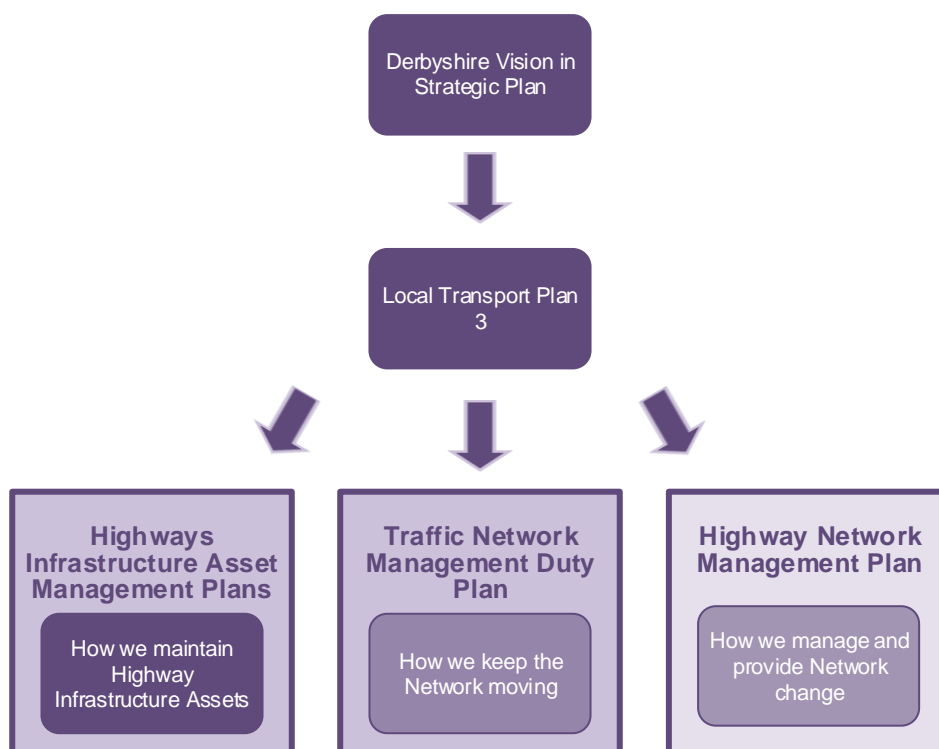 Derbyshire Vision in
Strategic Plan
Local Transport Plan
3
Highways
Infrastructure Asset
Management Plans
How we maintain
Highway
Infrastructure Assets
Traffic Network
Management Duty
Plan
How we keep the
Network moving
Highway Network
Management Plan
How we manage and
provide Network
change